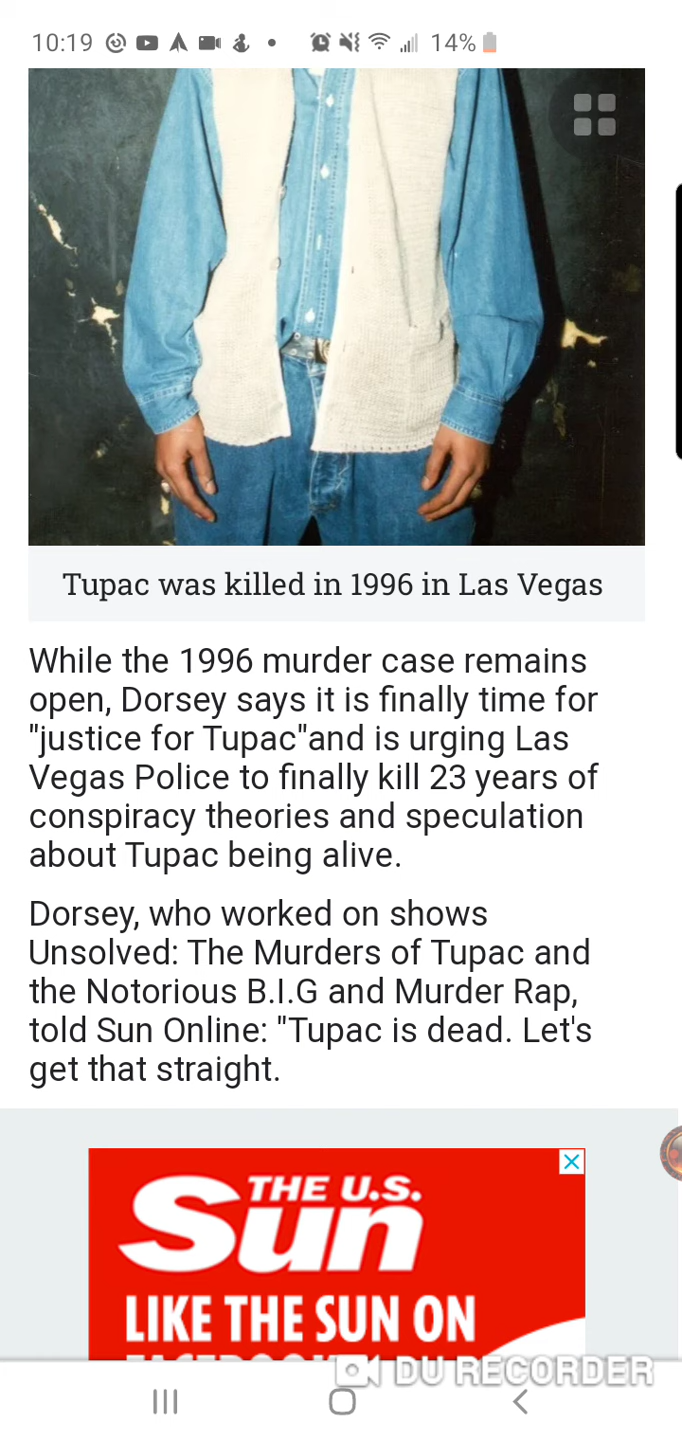 10:19
14%
Tupac was killed in 1996 in Las Vegas
While the 1996 murder case remains
open, Dorsey says it is finally time for
"justice for Tupac"and is urging Las
Vegas Police to finally kill 23 years of
conspiracy theories and speculation
about Tupac being alive.
Dorsey, who worked on shows
Unsolved: The Murders of Tupac and
the Notorious B.I.G and Murder Rap,
told Sun Online: "Tupac is dead. Let's
get that straight.
THE U.S.
Sun
LIKE THE SUN ON
DU RECORDER